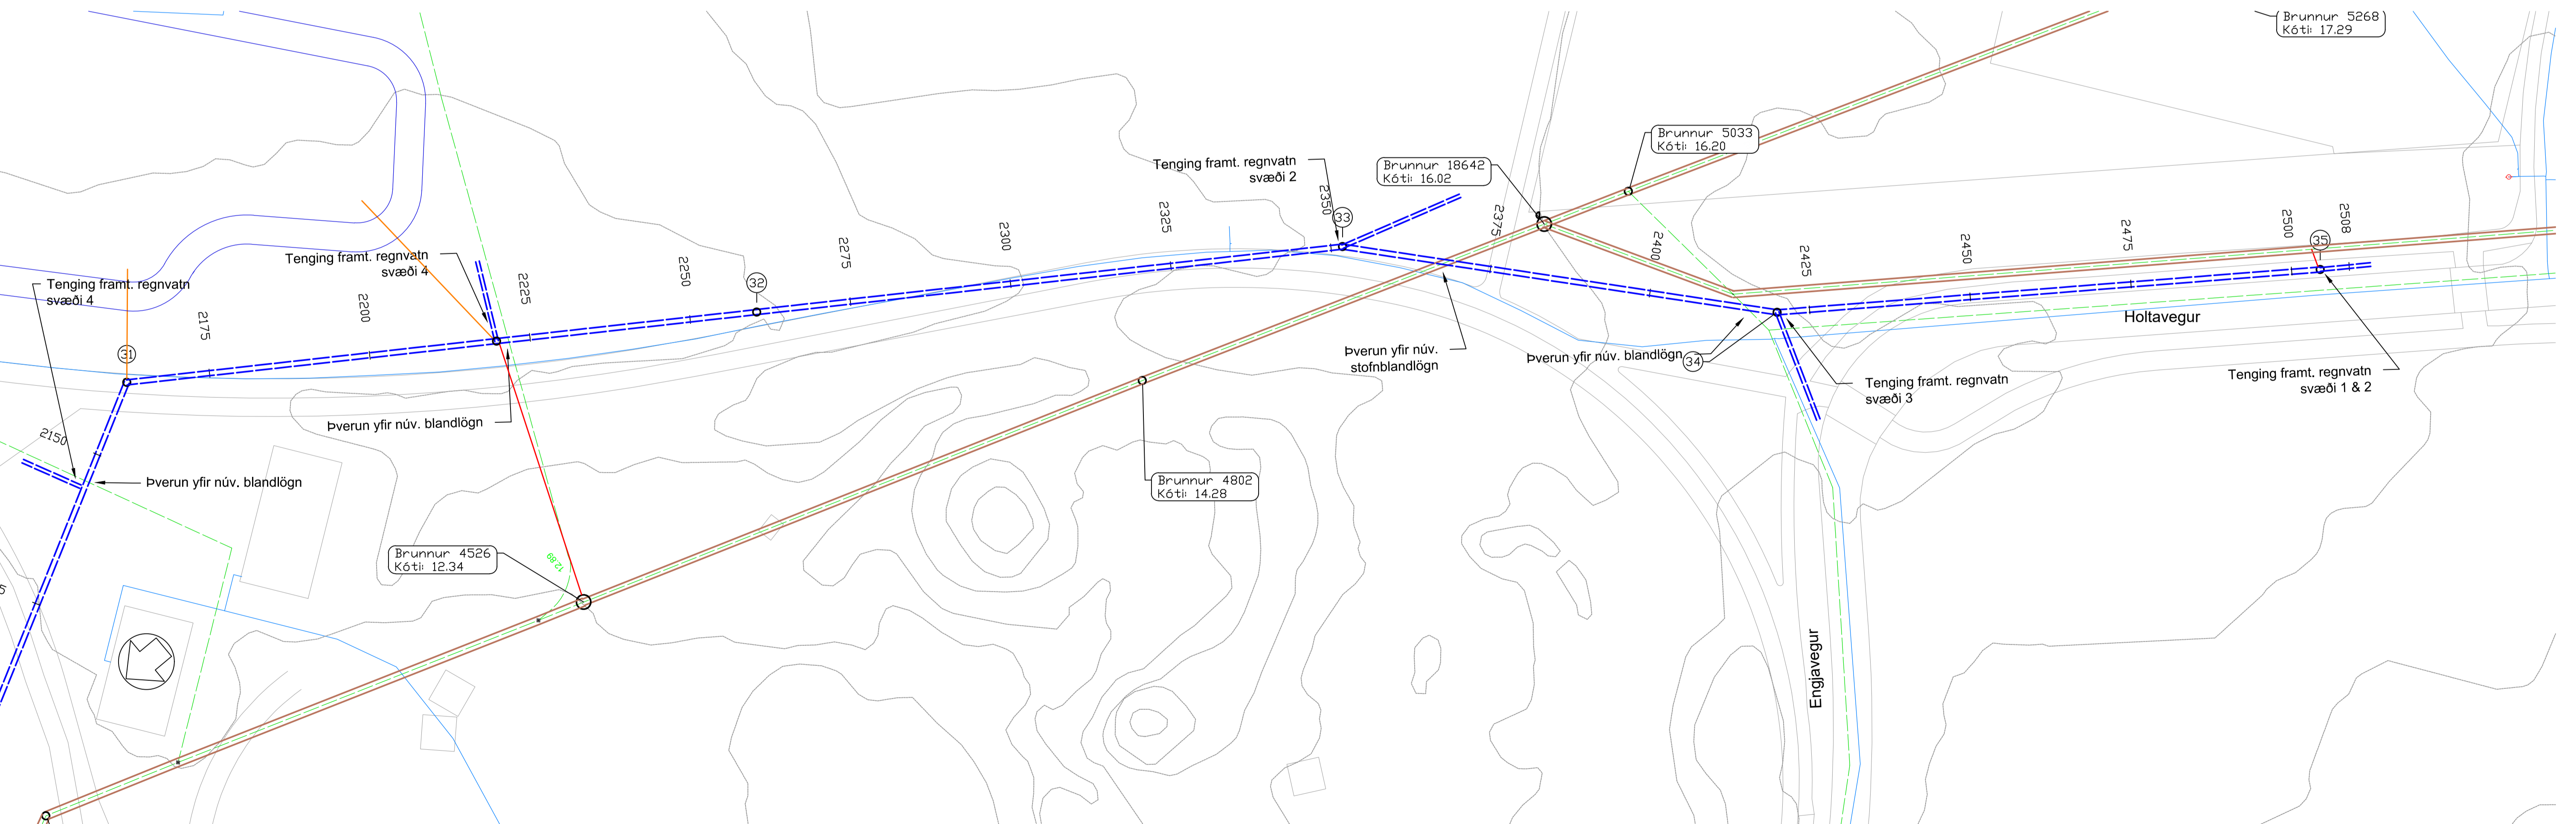 Brunnur 5268
Kóti: 17.29
Brunnur 5033
Kóti: 16.20
Brunnur 18642
Kóti: 16.02
Tenging framt. regnvatn
svæði 2
33
2350
2375
2400
2425
2450
2475
2500
2508
35
2325
2300
2275
2250
2225
2200
2175
2150
32
31
34
Tenging framt. regnvatn
svæði 4
Tenging framt. regnvatn
svæði 4
Holtavegur
Þverun yfir núv.
stofnblandlögn
Þverun yfir núv. blandlögn
Tenging framt. regnvatn
svæði 3
Tenging framt. regnvatn
svæði 1 & 2
Þverun yfir núv. blandlögn
Þverun yfir núv. blandlögn
Brunnur 4802
Kóti: 14.28
Brunnur 4526
Kóti: 12.34
12.89
Engjavegur